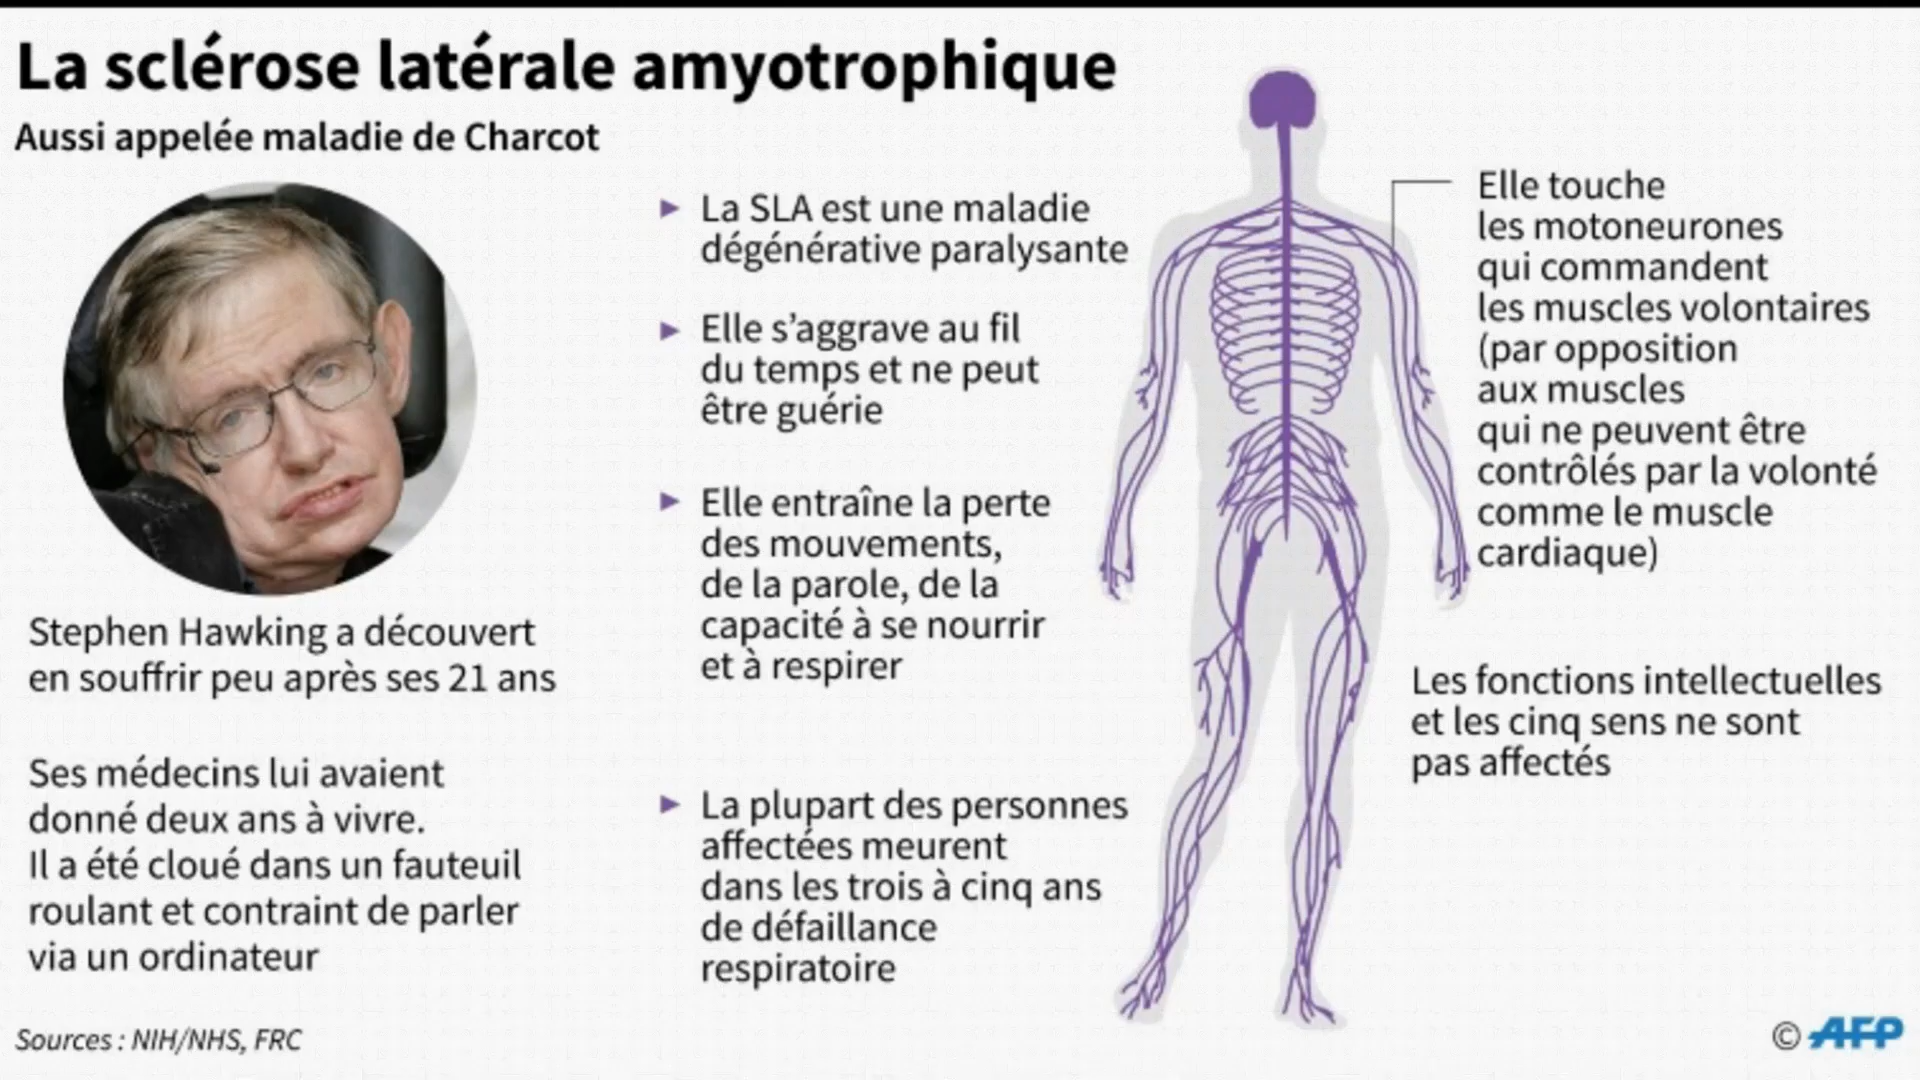 La sclérose latérale amyotrophique
Aussi appelée maladie de Charcot
Stephen Hawking a découvert
en souffrir peu après ses 21 ans
Ses médecins lui avaient
donné deux ans à vivre.
Il a été cloué dans un fauteuil
roulant et contraint de parler
via un ordinateur
► La SLA est une maladie
dégénérative paralysante
► Elle s’aggrave au fil
du temps et ne peut
être guérie
► Elle entraîne la perte
des mouvements,
de la parole, de la
capacité à se nourrir
et à respirer
► La plupart des personnes
affectées meurent
dans les trois à cinq ans
de défaillance
respiratoire
Elle touche
les motoneurones
qui commandent
les muscles volontaires
(par opposition
aux muscles
qui ne peuvent être
contrôlés par la volonté
comme le muscle
cardiaque)
Les fonctions intellectuelles
et les cinq sens ne sont
pas affectés
Sources : NIH/NHS, FRC
© AFP